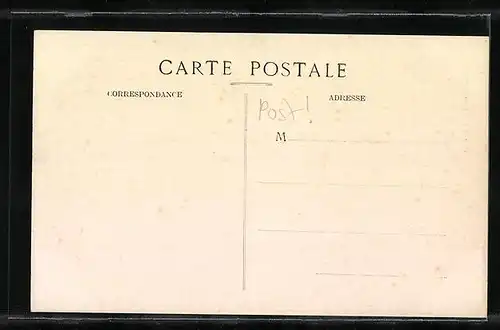 CARTE POSTALE
CORRESPONDANCE
ADRESSE
Post!
M